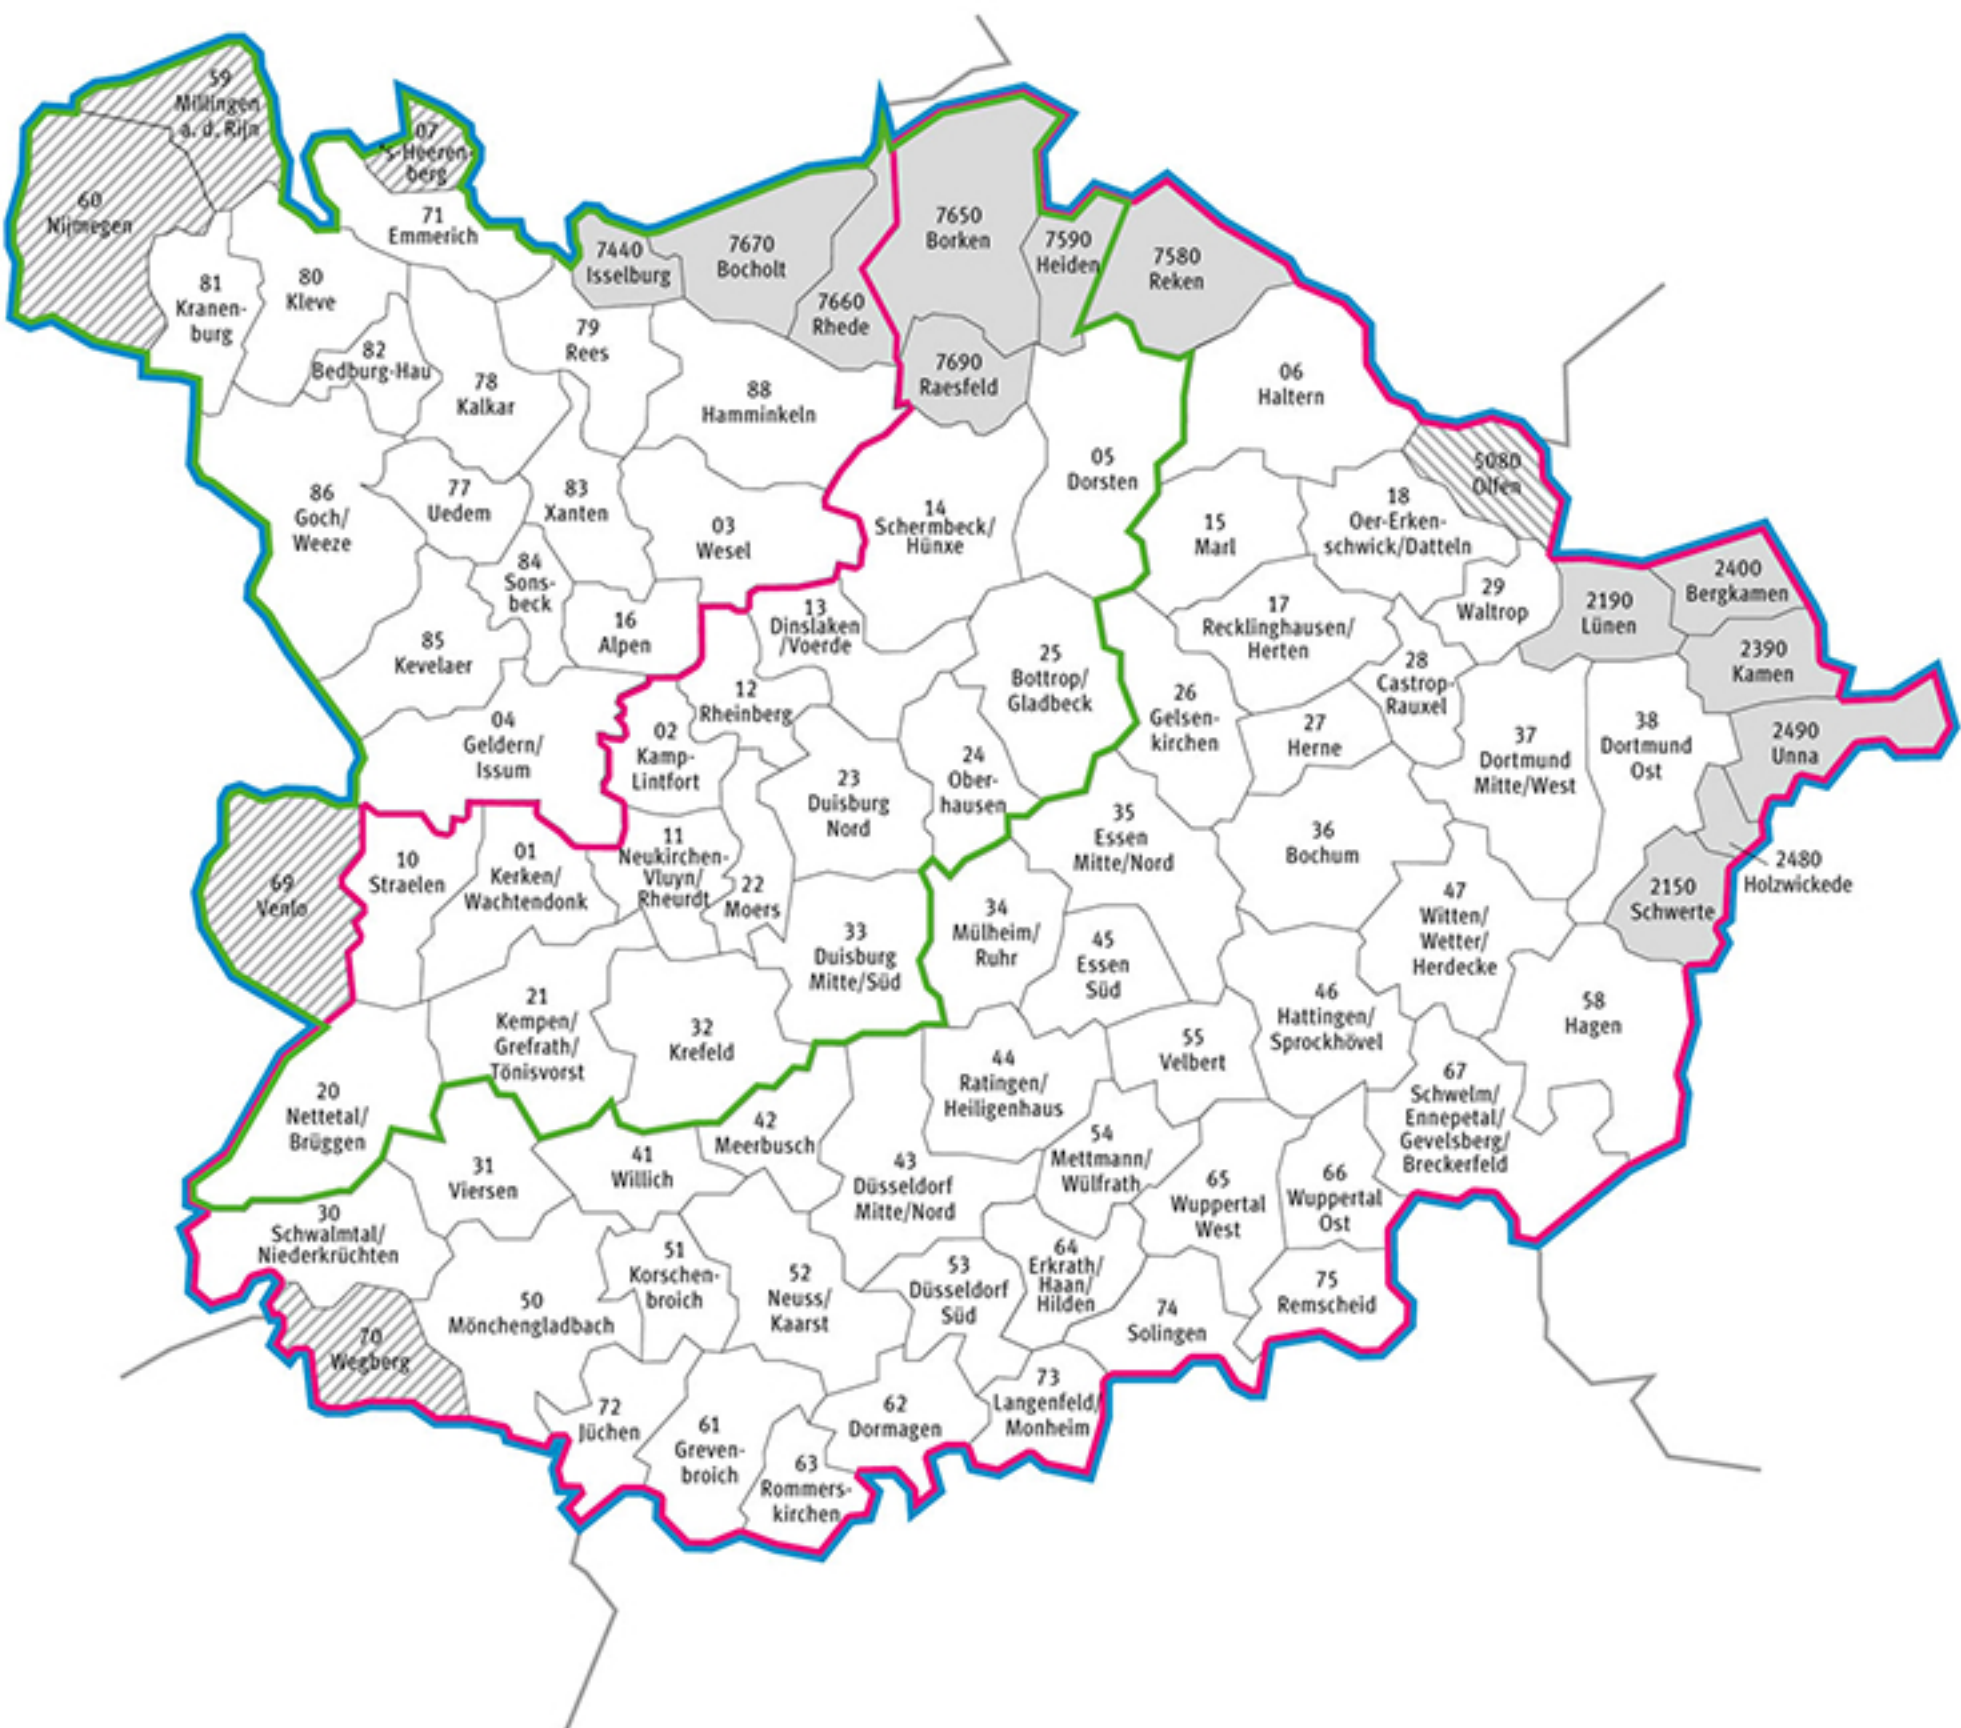 59
Millingen
a. d. Rijn
07
's-Heeren-
berg
60
Nijmegen
71
Emmerich
7440
Isselburg
7670
Bocholt
7660
Rhede
7650
Borken
7590
Heiden
7580
Reken
81
Kranen-
burg
80
Kleve
82
Bedburg-Hau
78
Kalkar
79
Rees
88
Hamminkeln
7690
Raesfeld
06
Haltern
05
Dorsten
5080
Olfen
86
Goch/
Weeze
77
Uedem
83
Xanten
03
Wesel
14
Schermbeck/
Hünxe
15
Marl
18
Oer-Erken-
schwick/Datteln
84
Sons-
beck
29
Waltrop
2190
Lünen
2400
Bergkamen
85
Kevelaer
16
Alpen
13
Dinslaken
/Voerde
17
Recklinghausen/
Herten
2390
Kamen
25
Bottrop/
Gladbeck
28
Castrop-
Rauxel
12
Rheinberg
26
Gelsen-
kirchen
04
Geldern/
Issum
02
Kamp-
Lintfort
27
Herne
37
Dortmund
Mitte/West
38
Dortmund
Ost
2490
Unna
23
Duisburg
Nord
24
Ober-
hausen
35
Essen
Mitte/Nord
36
Bochum
10
Straelen
01
Kerken/
Wachtendonk
11
Neukirchen-
Vluyn/
Rheurdt
22
Moers
2480
Holzwickede
69
Venlo
2150
Schwerte
47
Witten/
Wetter/
Herdecke
34
Mülheim/
Ruhr
33
Duisburg
Mitte/Süd
45
Essen
Süd
21
Kempen/
Grefrath/
Tönisvorst
32
Krefeld
46
Hattingen/
Sprockhövel
58
Hagen
55
Velbert
44
Ratingen/
Heiligenhaus
67
Schwelm/
Ennepetal/
Gevelsberg/
Breckerfeld
20
Nettetal/
Brüggen
42
Meerbusch
54
Mettmann/
Wülfrath
31
Viersen
41
Willich
43
Düsseldorf
Mitte/Nord
65
Wuppertal
West
66
Wuppertal
Ost
30
Schwalmtal/
Niederkrüchten
51
Korschen-
broich
52
Neuss/
Kaarst
53
Düsseldorf
Süd
64
Erkrath/
Haan/
Hilden
75
Remscheid
50
Mönchengladbach
74
Solingen
70
Wegberg
72
Jüchen
61
Greven-
broich
62
Dormagen
73
Langenfeld/
Monheim
63
Rommers-
kirchen